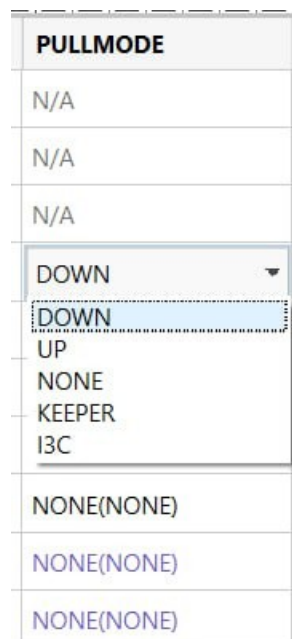 PULLMODE
N/A
N/A
N/A
DOWN
DOWN
UP
NONE
KEEPER
I3C
NONE(NONE)
NONE(NONE)
NONE(NONE)